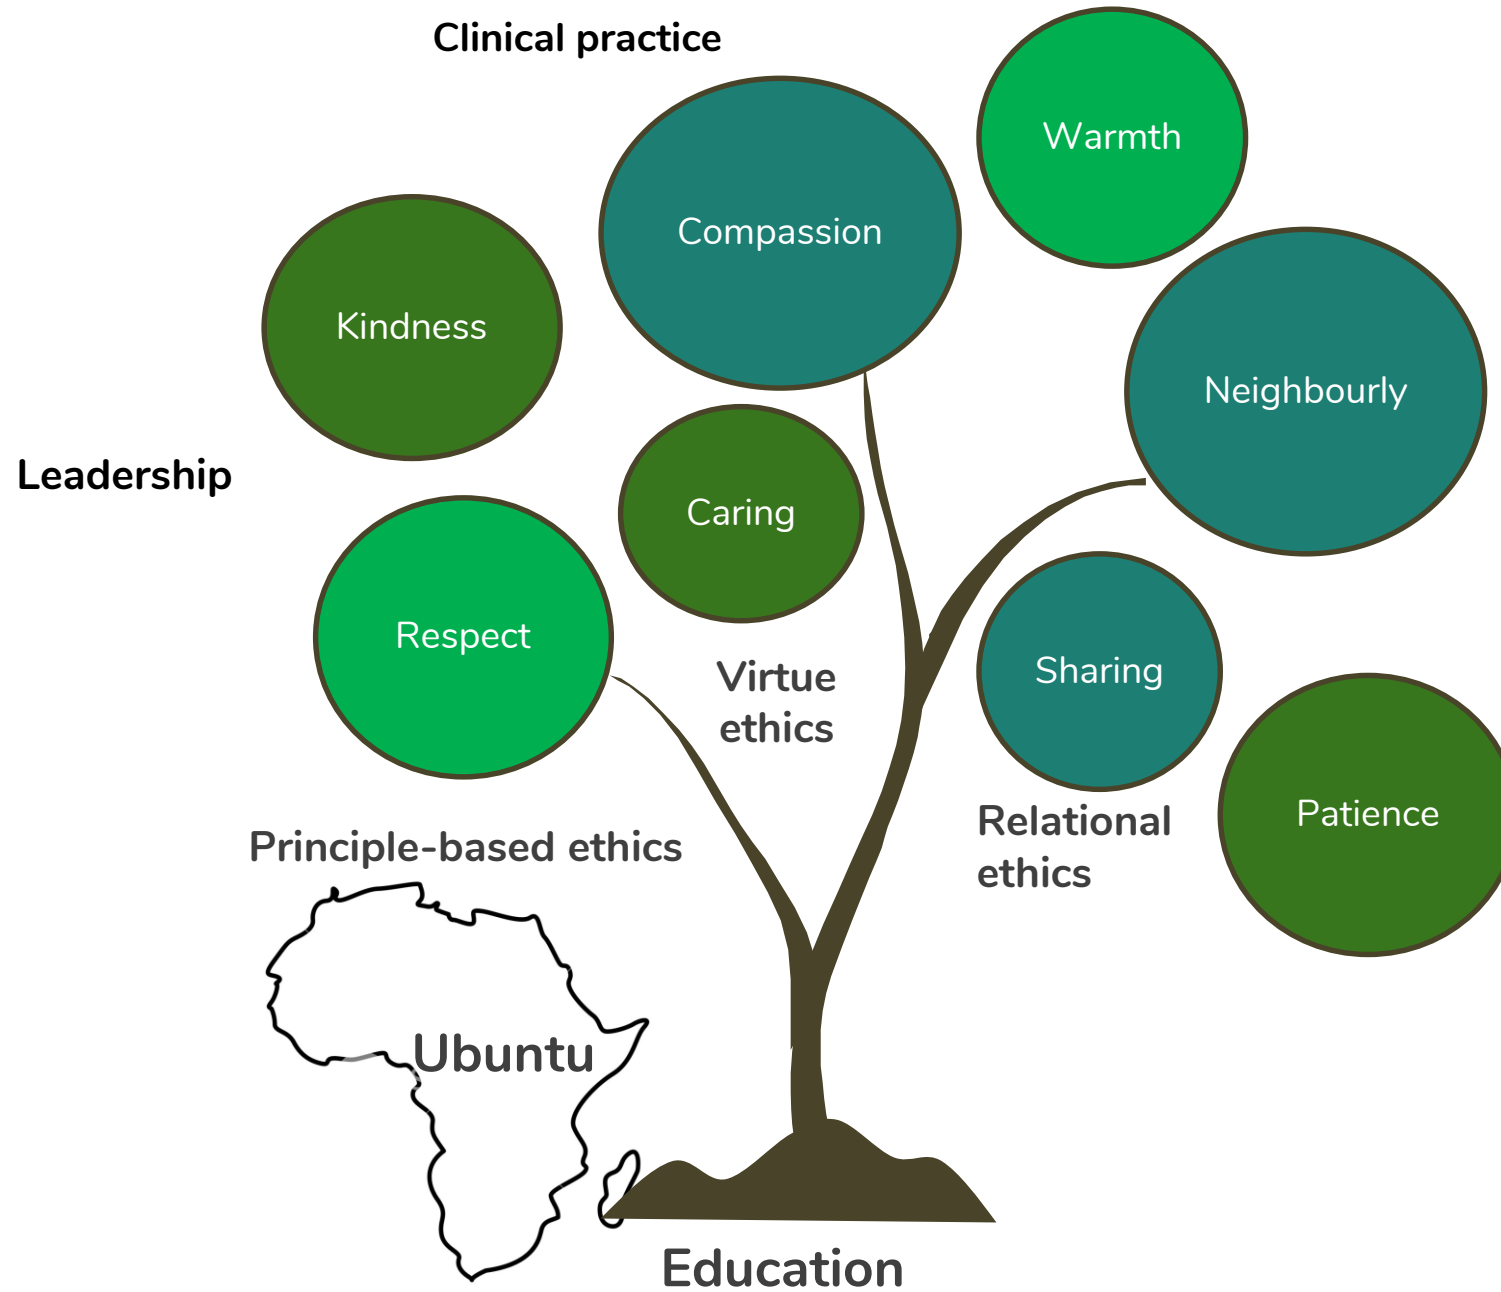 Clinical practice
Warmth
Compassion
Kindness
Neighbourly
Leadership
Caring
Respect
Sharing
Virtue
ethics
Patience
Relational
ethics
Principle-based ethics
Ubuntu
Education